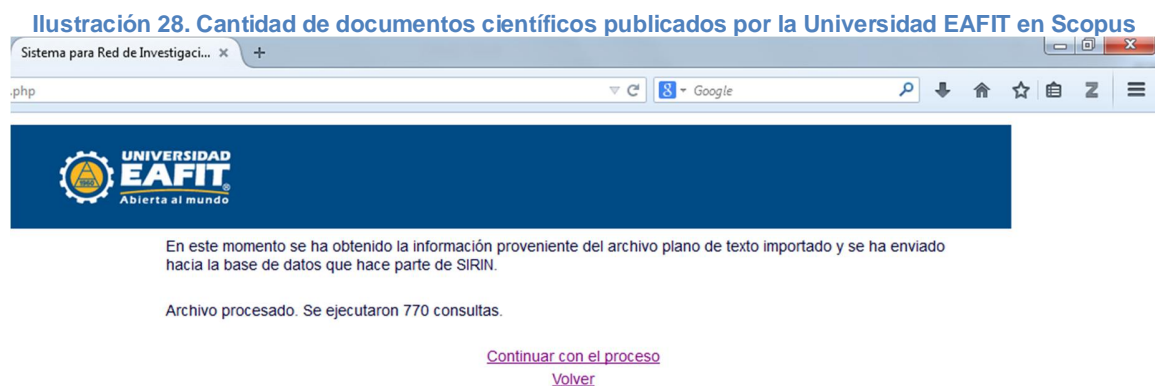 Ilustración 28. Cantidad de documentos científicos publicados por la Universidad EAFIT en Scopus
Sistema para Red de Investigaci... × +
.php
8 Google
UNIVERSIDAD
EAFIT®
Abierta al mundo
1960
En este momento se ha obtenido la información proveniente del archivo plano de texto importado y se ha enviado
hacia la base de datos que hace parte de SIRIN.
Archivo procesado. Se ejecutaron 770 consultas.
Continuar con el proceso
Volver